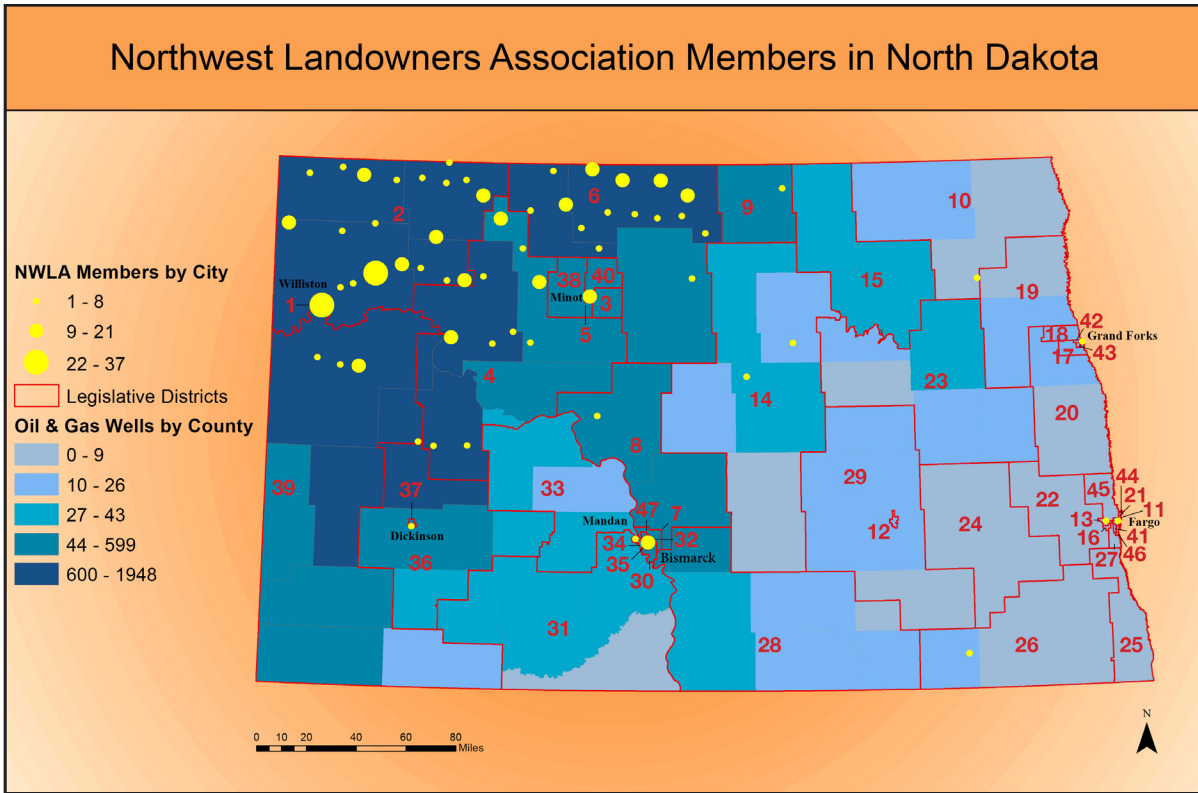 Northwest Landowners Association Members in North Dakota
NWLA Members by City
1 - 8
9 - 21
22 - 37
Legislative Districts
Oil & Gas Wells by County
0 - 9
10 - 26
27 - 43
44 - 599
600 - 1948
2
6
9
10
15
19
Williston
1
38
40
Minot
3
5
42
18
Grand Forks
17
43
4
23
14
20
8
39
37
33
29
22
45
44
21
11
13
Fargo
16
41
46
27
Dickinson
36
Mandan
47
7
34
32
35
Bismarck
30
12
24
31
28
26
25
0 5 10 20 40 60 80
Miles
N